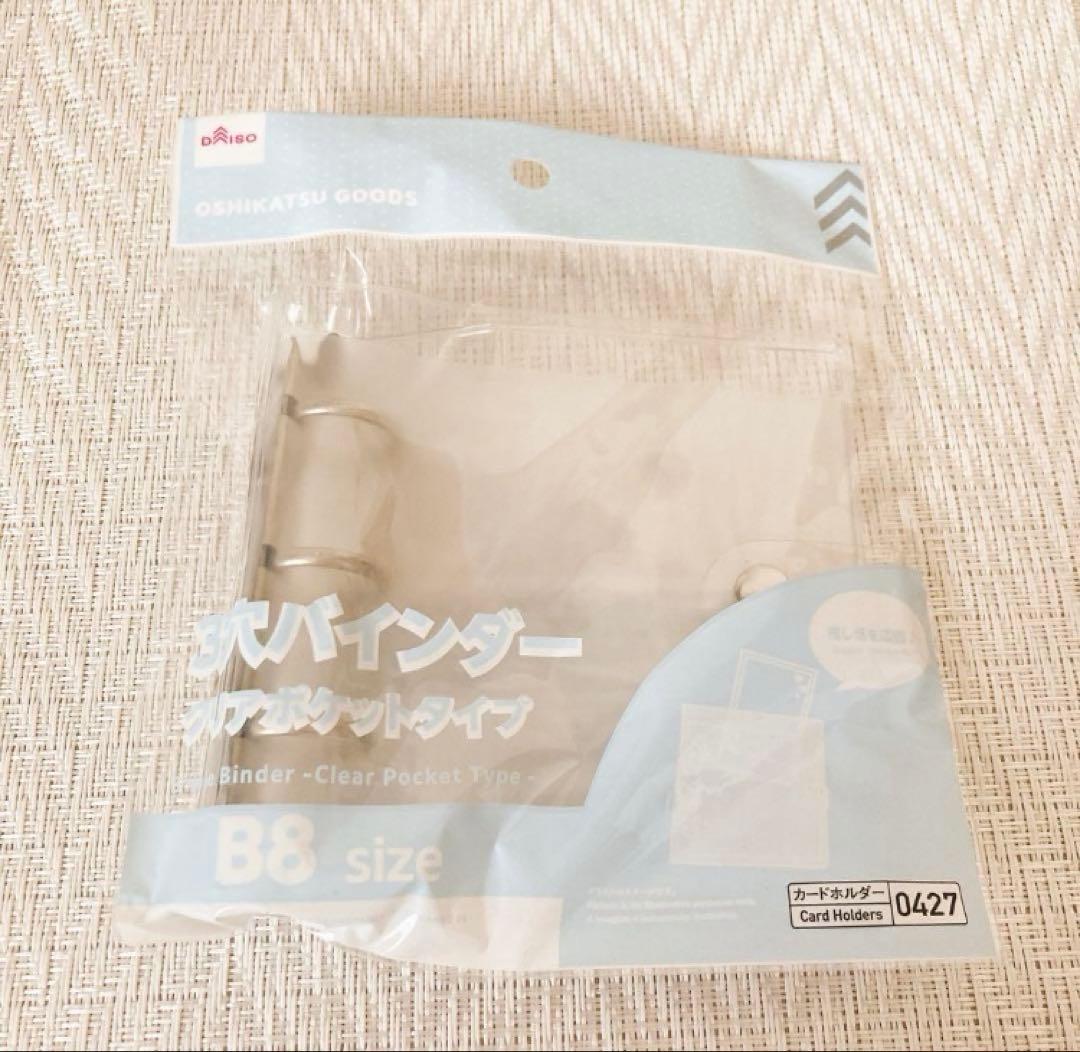 DAISO
OSHIKATSU GOODS
3穴バインダー
クリアポケットタイプ
Binder -Clear Pocket Type-
B8 size
カードホルダー
Card Holders
0427